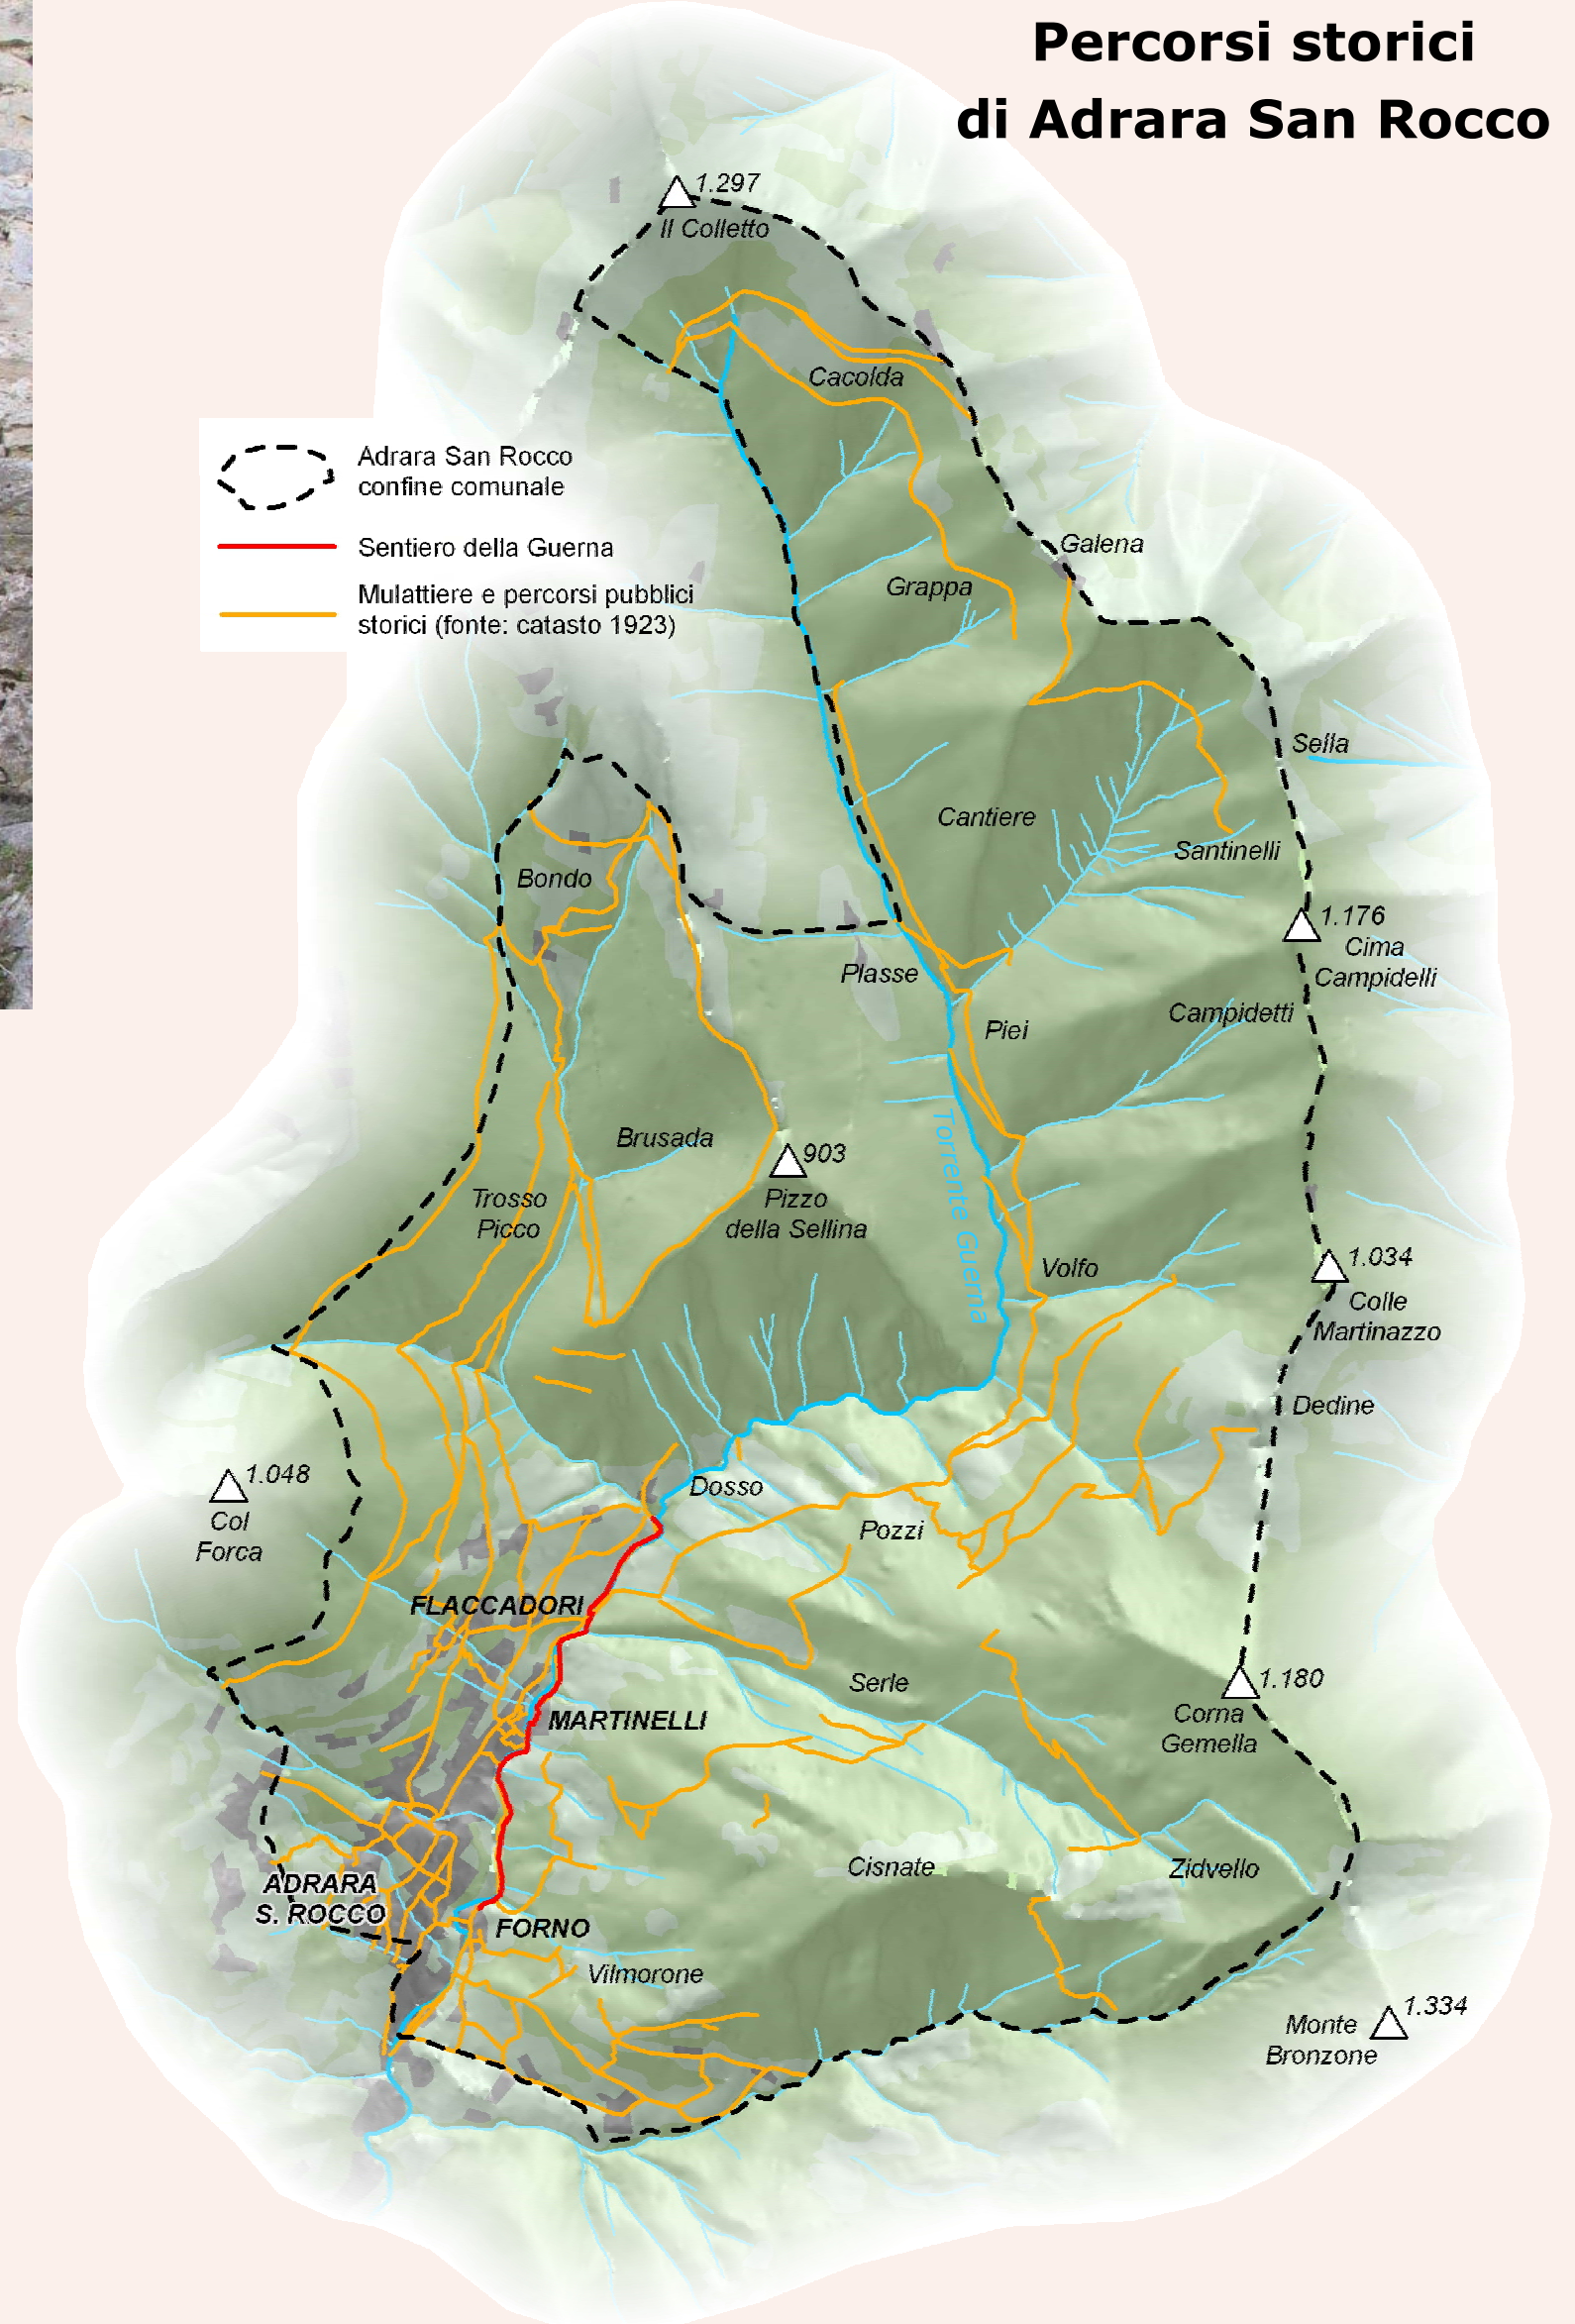 Percorsi storici
di Adrara San Rocco
1.297
Il Colletto
Cacolda
Adrara San Rocco
confine comunale
Sentiero della Guerna
Mulattiere e percorsi pubblici
storici (fonte: catasto 1923)
Galena
Grappa
Sella
Cantiere
Santinelli
Bondo
1.176
Cima
Campidelli
Plasse
Campidetti
Piei
Torrente Guerna
Brusada
903
Pizzo
della Sellina
Trosso
Picco
Volfo
1.034
Colle
Martinazzo
Dedine
1.048
Col
Forca
Dosso
Pozzi
FLACCADORI
Serle
1.180
Corna
Gemella
MARTINELLI
Cisnate
Zidvello
ADRARA
S. ROCCO
FORNO
Vilmorone
1.334
Monte
Bronzone